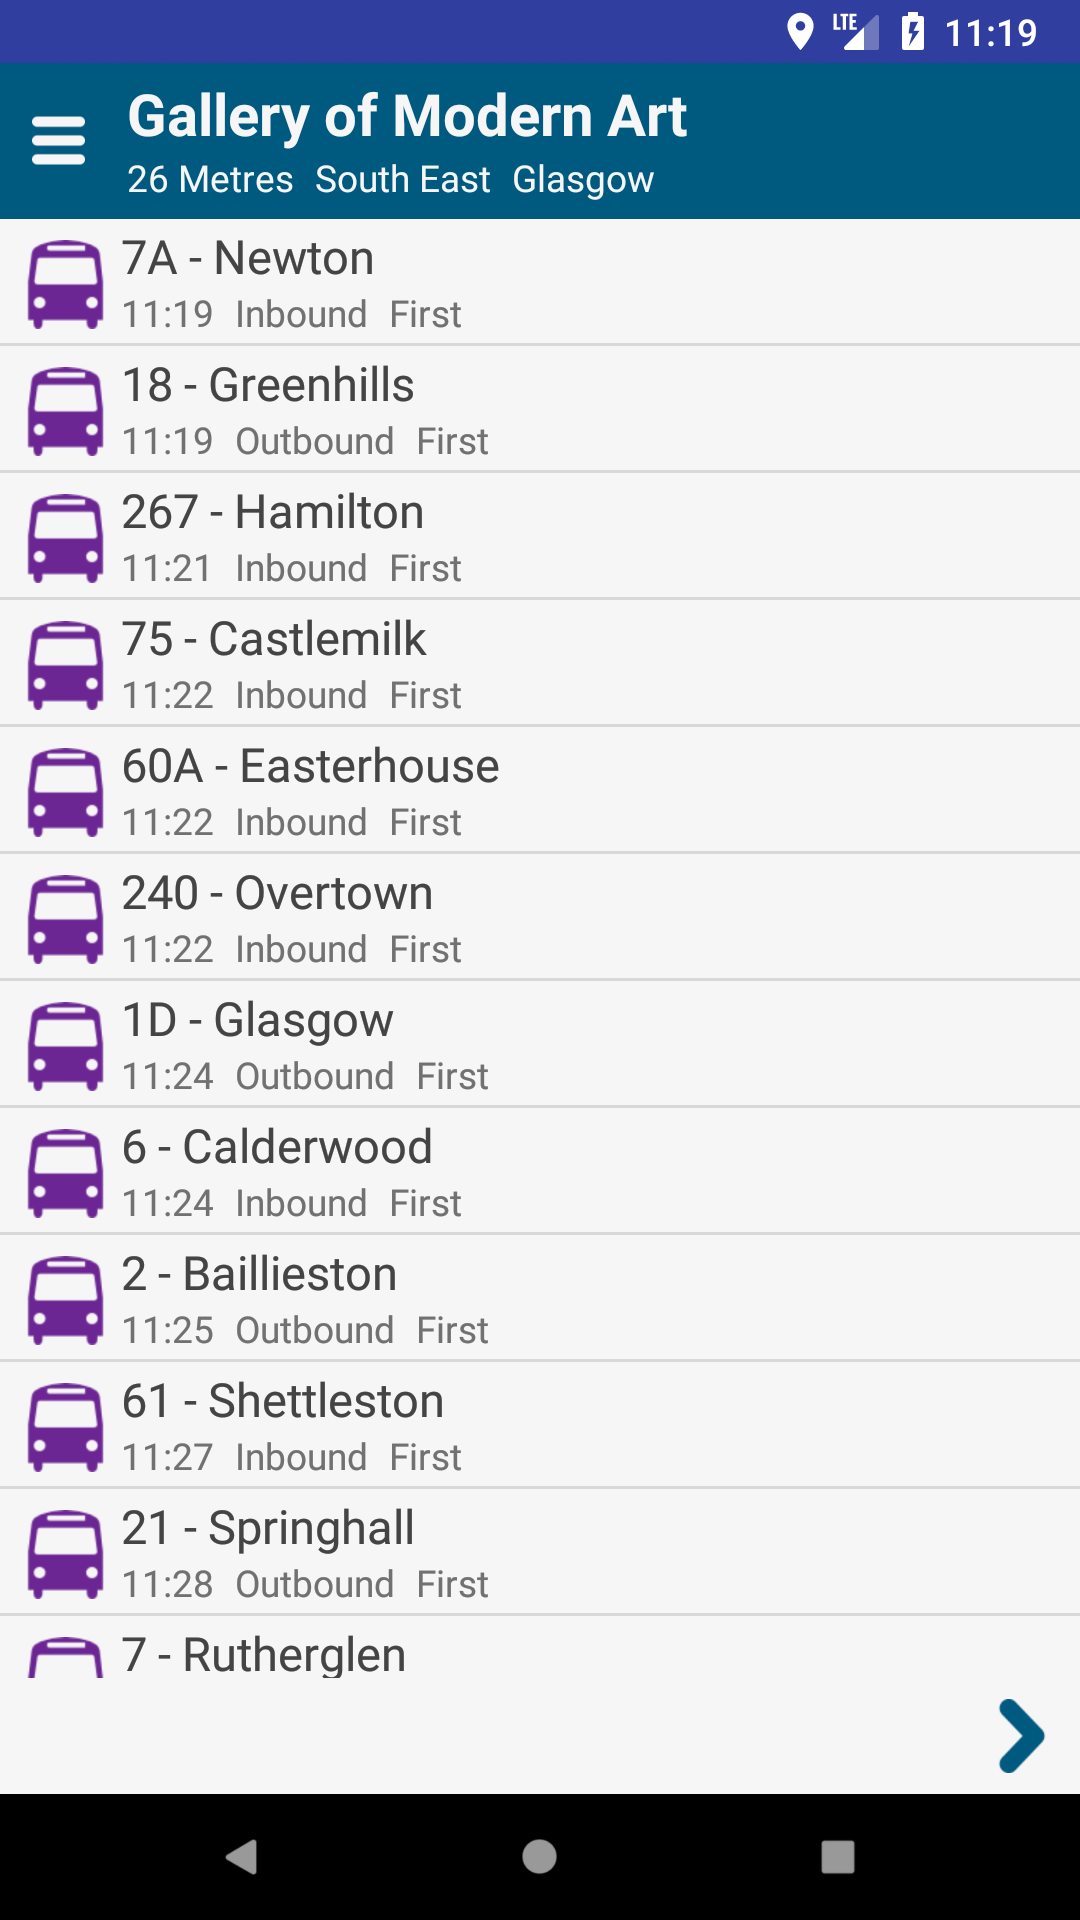 LTE 11:19
Gallery of Modern Art
26 Metres South East Glasgow
7A - Newton
11:19 Inbound First
18 - Greenhills
11:19 Outbound First
267 - Hamilton
11:21 Inbound First
75 - Castlemilk
11:22 Inbound First
60A - Easterhouse
11:22 Inbound First
240 - Overtown
11:22 Inbound First
1D - Glasgow
11:24 Outbound First
6 - Calderwood
11:24 Inbound First
2 - Baillieston
11:25 Outbound First
61 - Shettleston
11:27 Inbound First
21 - Springhall
11:28 Outbound First
7 - Rutherglen